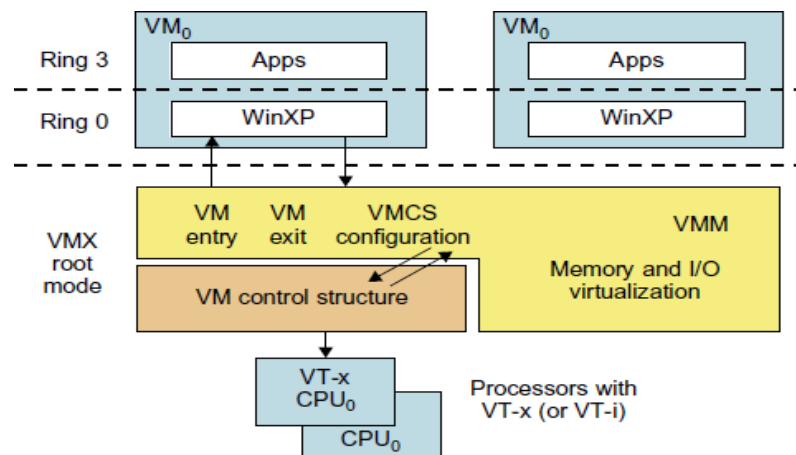 VM0 VM0
Ring 3 Apps Apps
Ring 0 WinXP WinXP
VM entry
VM exit
VMCS configuration
VMM
VMX root mode
Memory and I/O virtualization
VM control structure
VT-x
CPU0
Processors with
VT-x (or VT-i)
CPU0